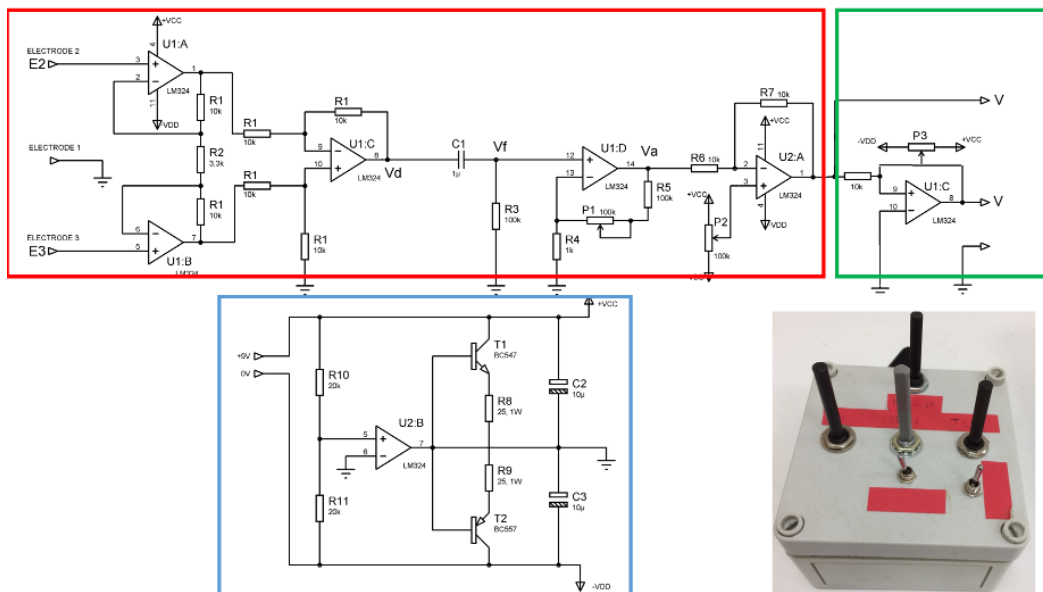 +VCC
U1:A
ELECTRODE 2
E2
4
3
2
1
11
LM324
-VDD
R1
10k
R2
3.3k
R1
10k
ELECTRODE 1
ELECTRODE 3
E3
6
5
7
U1:B
LM324
R1
10k
R1
10k
R1
10k
R1
10k
9
10
8
U1:C
LM324
Vd
C1
1µ
Vf
R3
100k
12
13
14
U1:D
LM324
Va
P1
100k
R4
1k
R5
100k
R6 10k
R7 10k
+VCC
11
2
3
1
4
U2:A
LM324
-VDD
+VCC
P2
100k
-VDD
V
-VDD
P3
+VCC
10k
9
10
8
U1:C
LM324
V
+VCC
+9V
0V
R10
20k
R11
20k
5
6
7
U2:B
LM324
T1
BC547
R8
25, 1W
R9
25, 1W
T2
BC557
C2
10µ
C3
10µ
-VDD